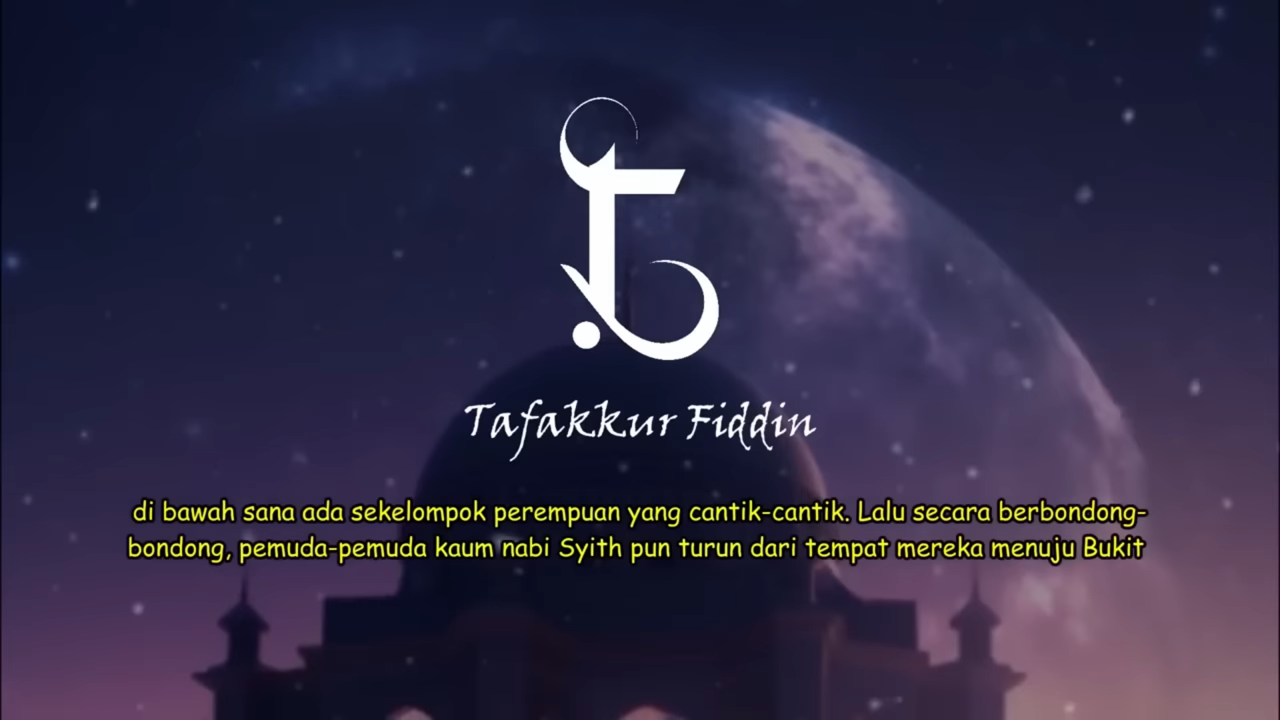 Tafakkur Fiddin
di bawah sana ada sekelompok perempuan yang cantik-cantik. Lalu secara berbondong-
bondong, pemuda-pemuda kaum nabi Syith pun turun dari tempat mereka menuju Bukit